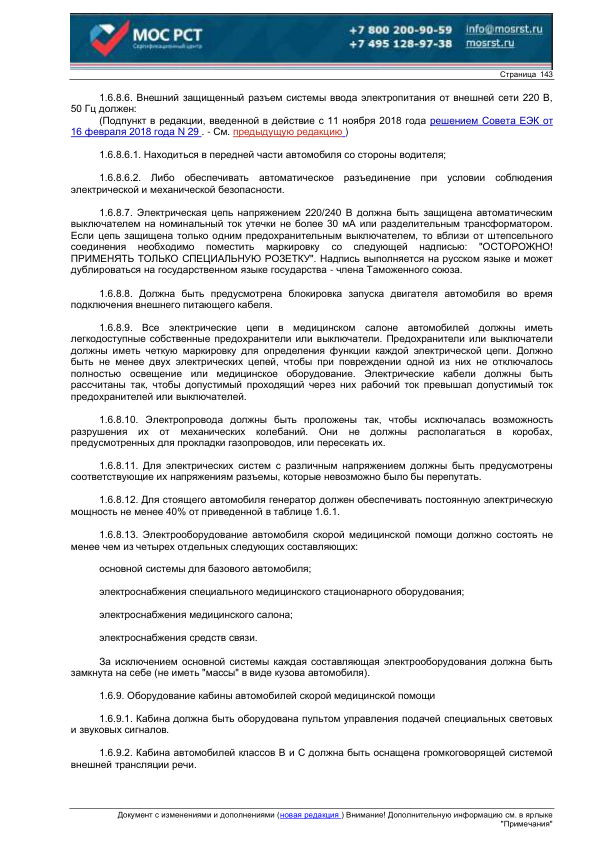 МОС РСТ
Сертификационный центр
+7 800 200-90-59 info@mosrst.ru
+7 495 128-97-38 mosrst.ru
Страница 143
1.6.8.6. Внешний защищенный разъем системы ввода электропитания от внешней сети 220 В,
50 Гц должен:
(Подпункт в редакции, введенной в действие с 11 ноября 2018 года решением Совета ЕЭК от
16 февраля 2018 года N 29 . - См. предыдущую редакцию )
1.6.8.6.1. Находиться в передней части автомобиля со стороны водителя;
1.6.8.6.2. Либо обеспечивать автоматическое разъединение при условии соблюдения
электрической и механической безопасности.
1.6.8.7. Электрическая цепь напряжением 220/240 В должна быть защищена автоматическим
выключателем на номинальный ток утечки не более 30 мА или разделительным трансформатором.
Если цепь защищена только одним предохранительным выключателем, то вблизи от штепсельного
соединения необходимо поместить маркировку со следующей надписью: "ОСТОРОЖНО!
ПРИМЕНЯТЬ ТОЛЬКО СПЕЦИАЛЬНУЮ РОЗЕТКУ". Надпись выполняется на русском языке и может
дублироваться на государственном языке государства - члена Таможенного союза.
1.6.8.8. Должна быть предусмотрена блокировка запуска двигателя автомобиля во время
подключения внешнего питающего кабеля.
1.6.8.9. Все электрические цепи в медицинском салоне автомобилей должны иметь
легкодоступные собственные предохранители или выключатели. Предохранители или выключатели
должны иметь четкую маркировку для определения функции каждой электрической цепи. Должно
быть не менее двух электрических цепей, чтобы при повреждении одной из них не отключалось
полностью освещение или медицинское оборудование. Электрические кабели должны быть
рассчитаны так, чтобы допустимый проходящий через них рабочий ток превышал допустимый ток
предохранителей или выключателей.
1.6.8.10. Электропровода должны быть проложены так, чтобы исключалась возможность
разрушения их от механических колебаний. Они не должны располагаться в коробах,
предусмотренных для прокладки газопроводов, или пересекать их.
1.6.8.11. Для электрических систем с различным напряжением должны быть предусмотрены
соответствующие их напряжениям разъемы, которые невозможно было бы перепутать.
1.6.8.12. Для стоящего автомобиля генератор должен обеспечивать постоянную электрическую
мощность не менее 40% от приведенной в таблице 1.6.1.
1.6.8.13. Электрооборудование автомобиля скорой медицинской помощи должно состоять не
менее чем из четырех отдельных следующих составляющих:
основной системы для базового автомобиля;
электроснабжения специального медицинского стационарного оборудования;
электроснабжения медицинского салона;
электроснабжения средств связи.
За исключением основной системы каждая составляющая электрооборудования должна быть
замкнута на себе (не иметь "массы" в виде кузова автомобиля).
1.6.9. Оборудование кабины автомобилей скорой медицинской помощи
1.6.9.1. Кабина должна быть оборудована пультом управления подачей специальных световых
и звуковых сигналов.
1.6.9.2. Кабина автомобилей классов В и С должна быть оснащена громкоговорящей системой
внешней трансляции речи.
Документ с изменениями и дополнениями (новая редакция ) Внимание! Дополнительную информацию см. в ярлыке
"Примечания"